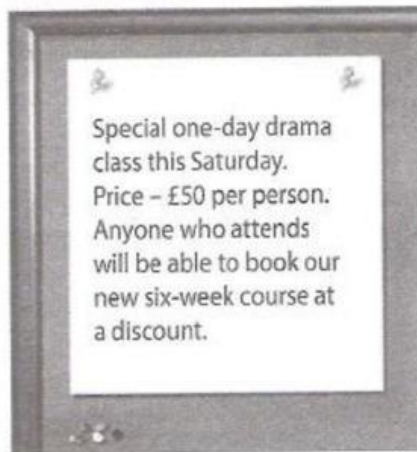 Special one-day drama
class this Saturday.
Price – £50 per person.
Anyone who attends
will be able to book our
new six-week course at
a discount.